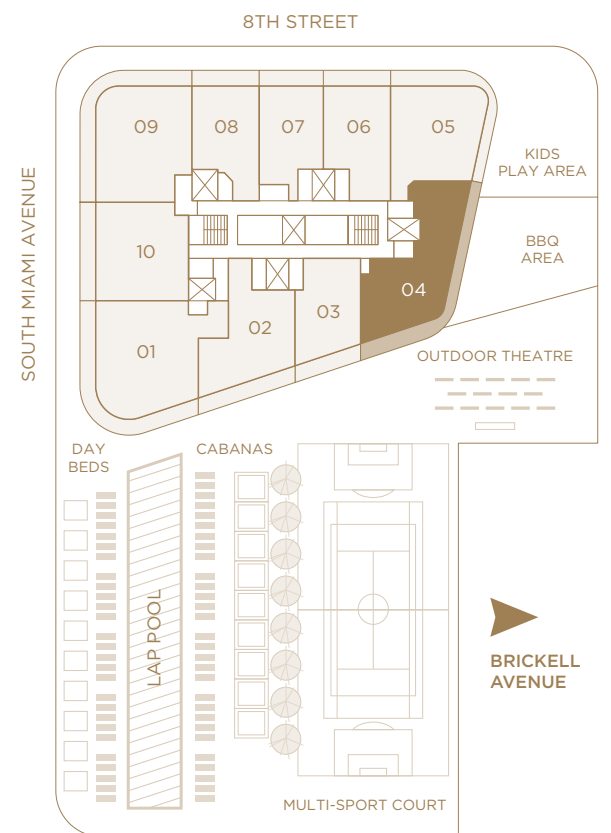 8TH STREET
SOUTH MIAMI AVENUE
09
08
07
06
05
KIDS
PLAY AREA
10
BBQ
AREA
04
03
02
01
OUTDOOR THEATRE
DAY
BEDS
CABANAS
LAP POOL
BRICKELL
AVENUE
MULTI-SPORT COURT